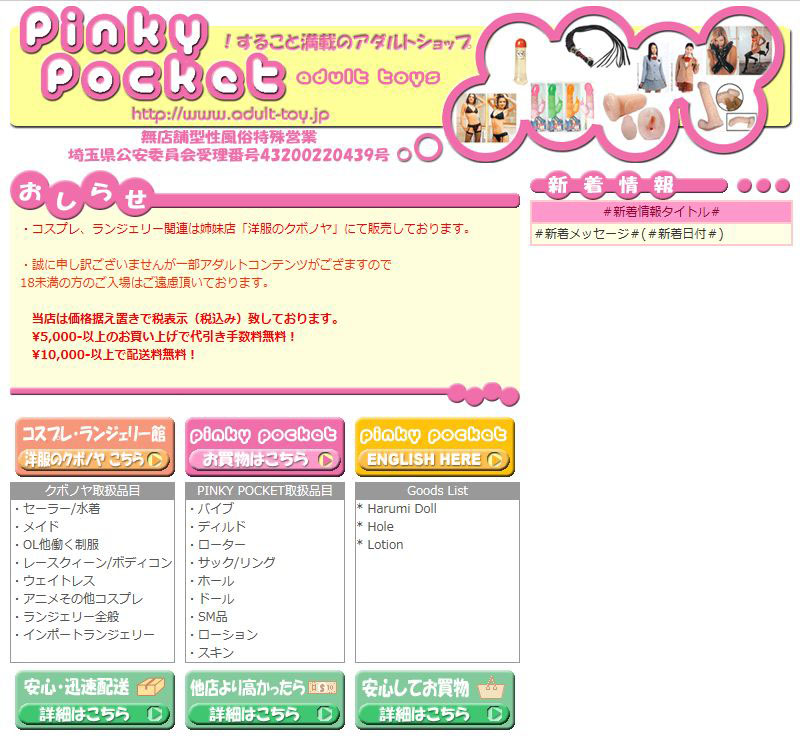 Pinky Pocket
!すること満載のアダルトショップ
adult toys
http://www.adult-toy.jp
無店舗型性風俗特殊営業
埼玉県公安委員会受理番号43200220439号
おしらせ
・コスプレ、ランジェリー関連は姉妹店「洋服のクボノヤ」にて販売しております。
・誠に申し訳ございませんが一部アダルトコンテンツがござますので
18未満の方のご入場はご遠慮頂いております。
当店は価格据え置きで税表示（税込み）致しております。
¥5,000-以上のお買い上げで代引き手数料無料！
¥10,000-以上で配送料無料！
新着情報
#新着情報タイトル#
#新着メッセージ#(#新着日付#)
コスプレ・ランジェリー館
洋服のクボノヤ こちら
クボノヤ取扱品目
・セーラー/水着
・メイド
・OL他働く制服
・レースクィーン/ボディコン
・ウェイトレス
・アニメその他コスプレ
・ランジェリー全般
・インポートランジェリー
pinky pocket
お買物はこちら
PINKY POCKET取扱品目
・バイブ
・ディルド
・ローター
・サック/リング
・ホール
・ドール
・SM品
・ローション
・スキン
pinky pocket
ENGLISH HERE
Goods List
* Harumi Doll
* Hole
* Lotion
安心・迅速配送
詳細はこちら
他店より高かったら
$10
詳細はこちら
安心してお買物
詳細はこちら